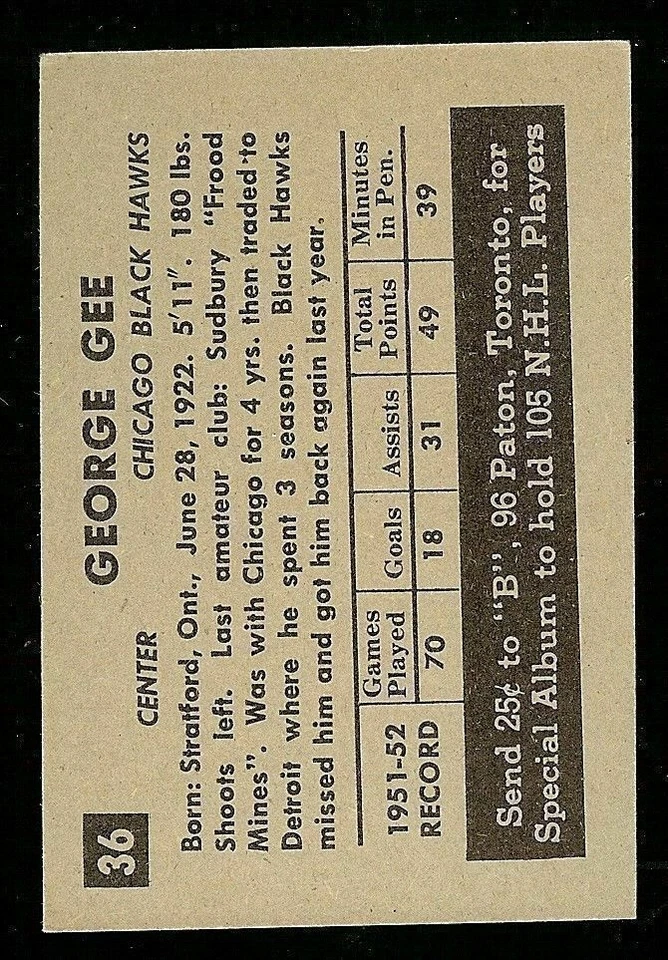 36
GEORGE GEE
CENTER CHICAGO BLACK HAWKS
Born: Stratford, Ont., June 28, 1922. 5'11". 180 lbs.
Shoots left. Last amateur club: Sudbury "Frood
Mines". Was with Chicago for 4 yrs. then traded to
Detroit where he spent 3 seasons. Black Hawks
missed him and got him back again last year.
1951-52 RECORD
Games Played Goals Assists Total Points Minutes in Pen.
70 18 31 49 39
Send 25¢ to "B", 96 Paton, Toronto, for
Special Album to hold 105 N.H.L. Players